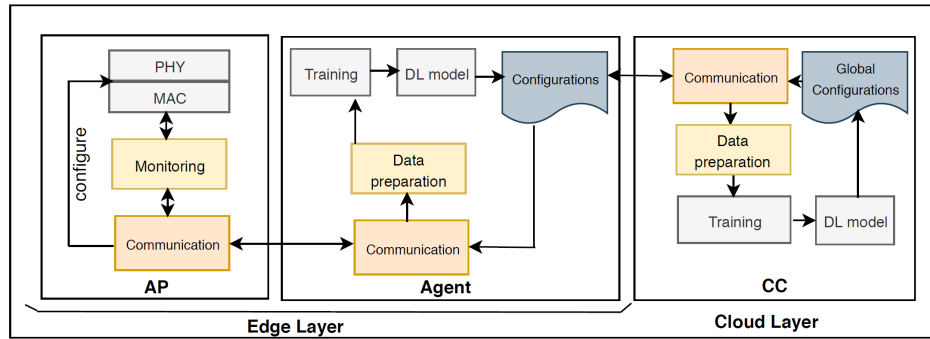 PHY
MAC
configure
Monitoring
Communication
AP
Training
DL model
Configurations
Data
preparation
Communication
Agent
Edge Layer
Communication
Global
Configurations
Data
preparation
Training
DL model
CC
Cloud Layer